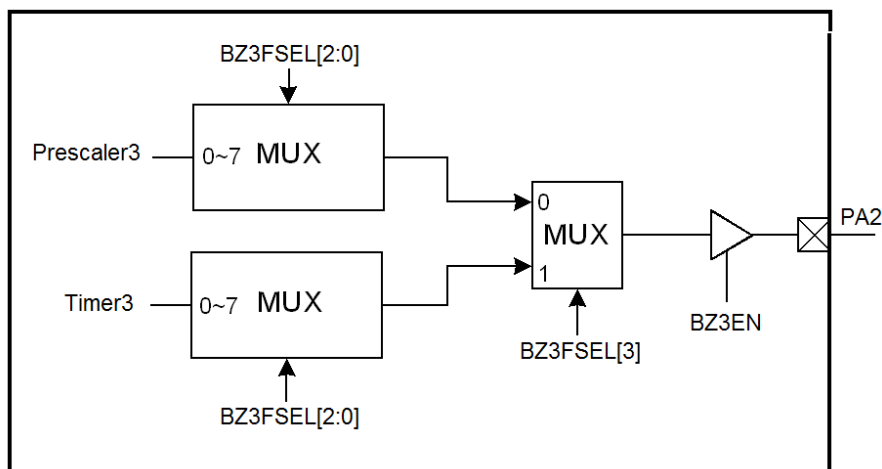 BZ3FSEL[2:0]
Prescaler3
0~7 MUX
0
MUX
1
PA2
Timer3
0~7 MUX
BZ3EN
BZ3FSEL[3]
BZ3FSEL[2:0]